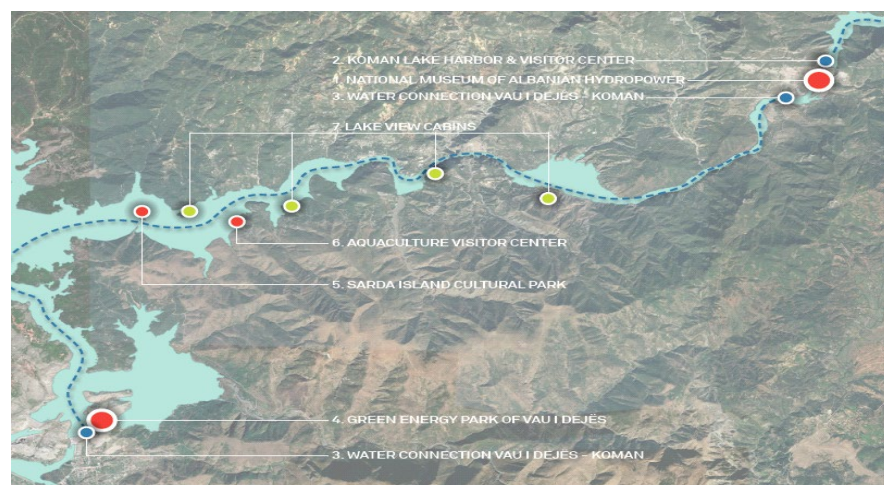 2. KOMAN LAKE HARBOR & VISITOR CENTER
1. NATIONAL MUSEUM OF ALBANIAN HYDROPOWER
3. WATER CONNECTION VAU I DEJËS - KOMAN
7. LAKE VIEW CABINS
6. AQUACULTURE VISITOR CENTER
5. SARDA ISLAND CULTURAL PARK
4. GREEN ENERGY PARK OF VAU I DEJËS
3. WATER CONNECTION VAU I DEJËS - KOMAN